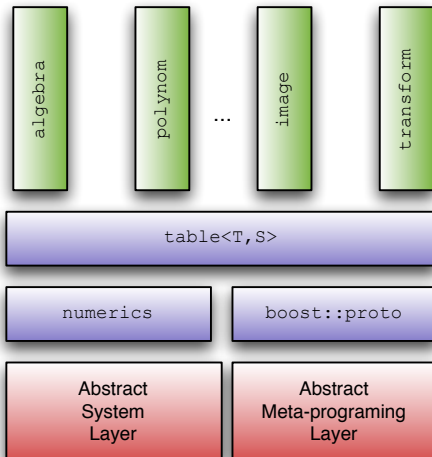 algebra
polynom
...
image
transform
table<T,S>
numerics
boost::proto
Abstract
System
Layer
Abstract
Meta-programing
Layer